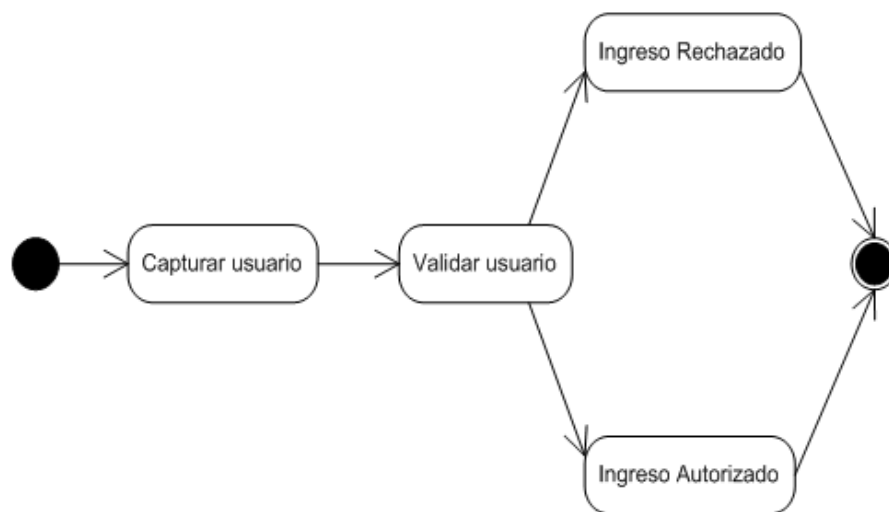 Ingreso Rechazado
Capturar usuario
Validar usuario
Ingreso Autorizado